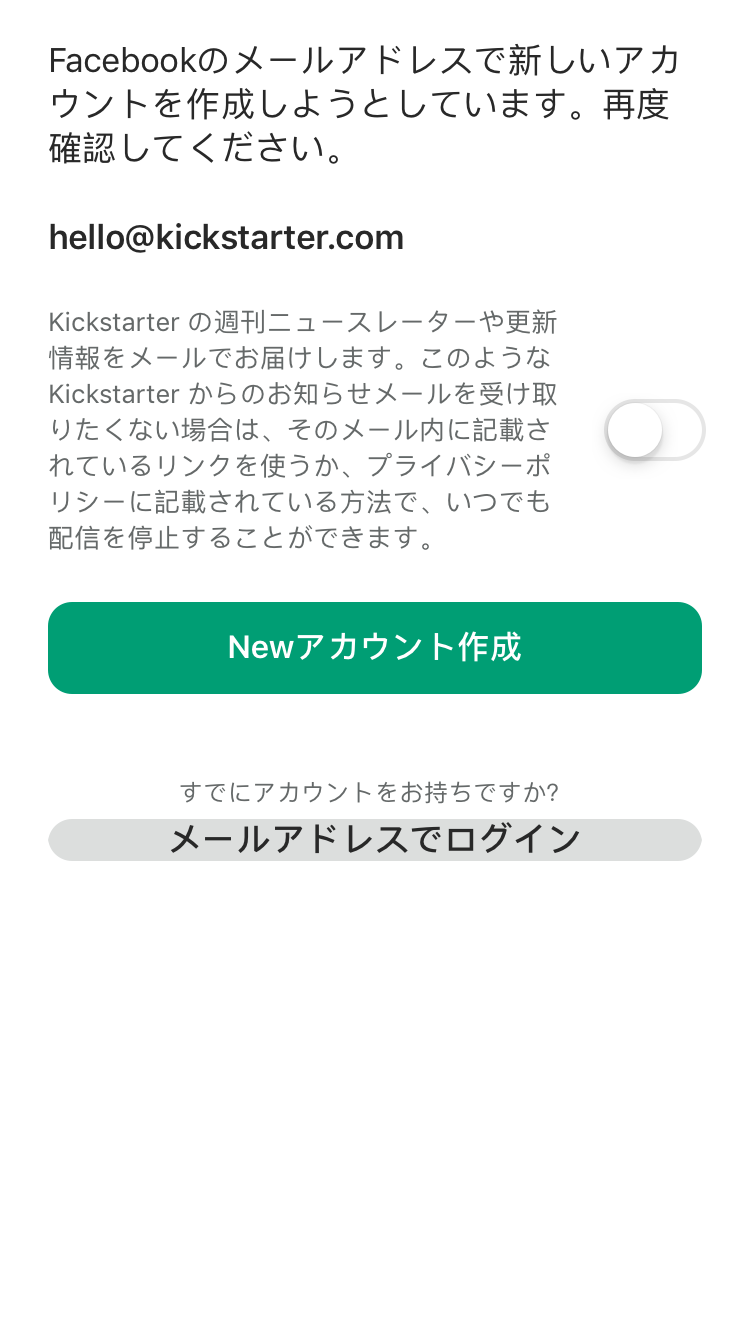 Facebookのメールアドレスで新しいアカ
ウントを作成しようとしています。再度
確認してください。
hello@kickstarter.com
Kickstarter の週刊ニュースレーターや更新
情報をメールでお届けします。このような
Kickstarter からのお知らせメールを受け取
りたくない場合は、そのメール内に記載さ
れているリンクを使うか、プライバシーポ
リシーに記載されている方法で、いつでも
配信を停止することができます。
Newアカウント作成
すでにアカウントをお持ちですか?
メールアドレスでログイン